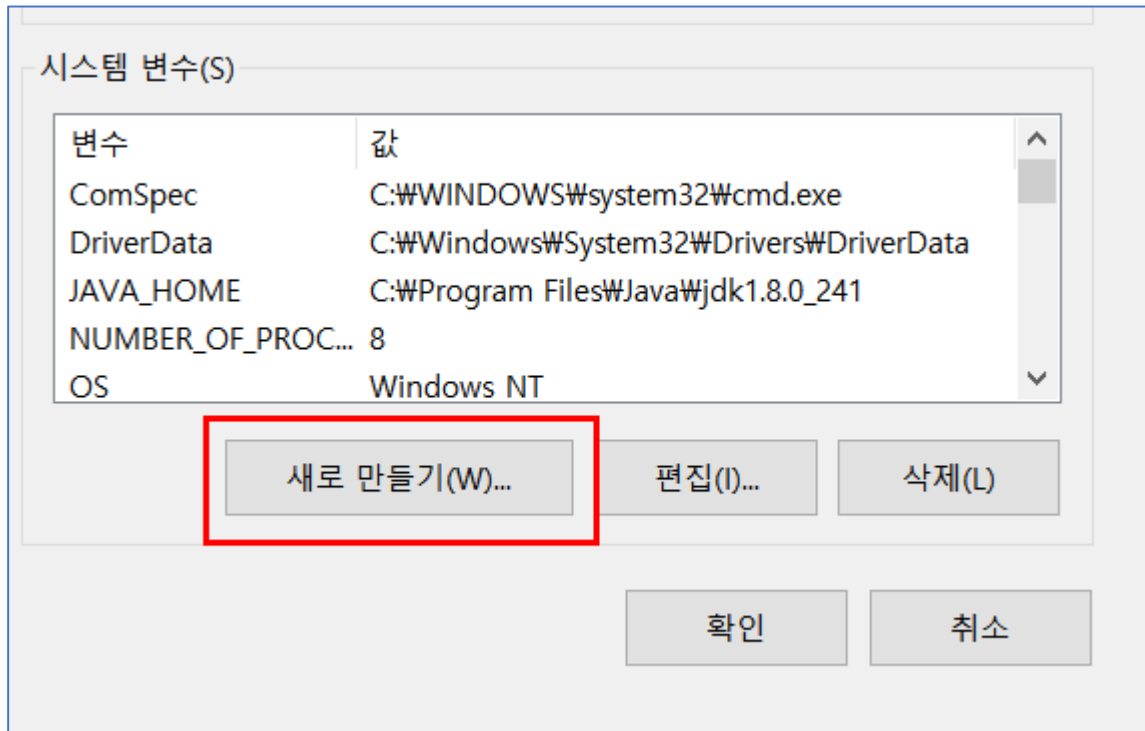 시스템 변수(S)
변수 값
ComSpec C:₩WINDOWS₩system32₩cmd.exe
DriverData C:₩Windows₩System32₩Drivers₩DriverData
JAVA_HOME C:₩Program Files₩Java₩jdk1.8.0_241
NUMBER_OF_PROC... 8
OS Windows NT
새로 만들기(W)... 편집(I)... 삭제(L)
확인 취소